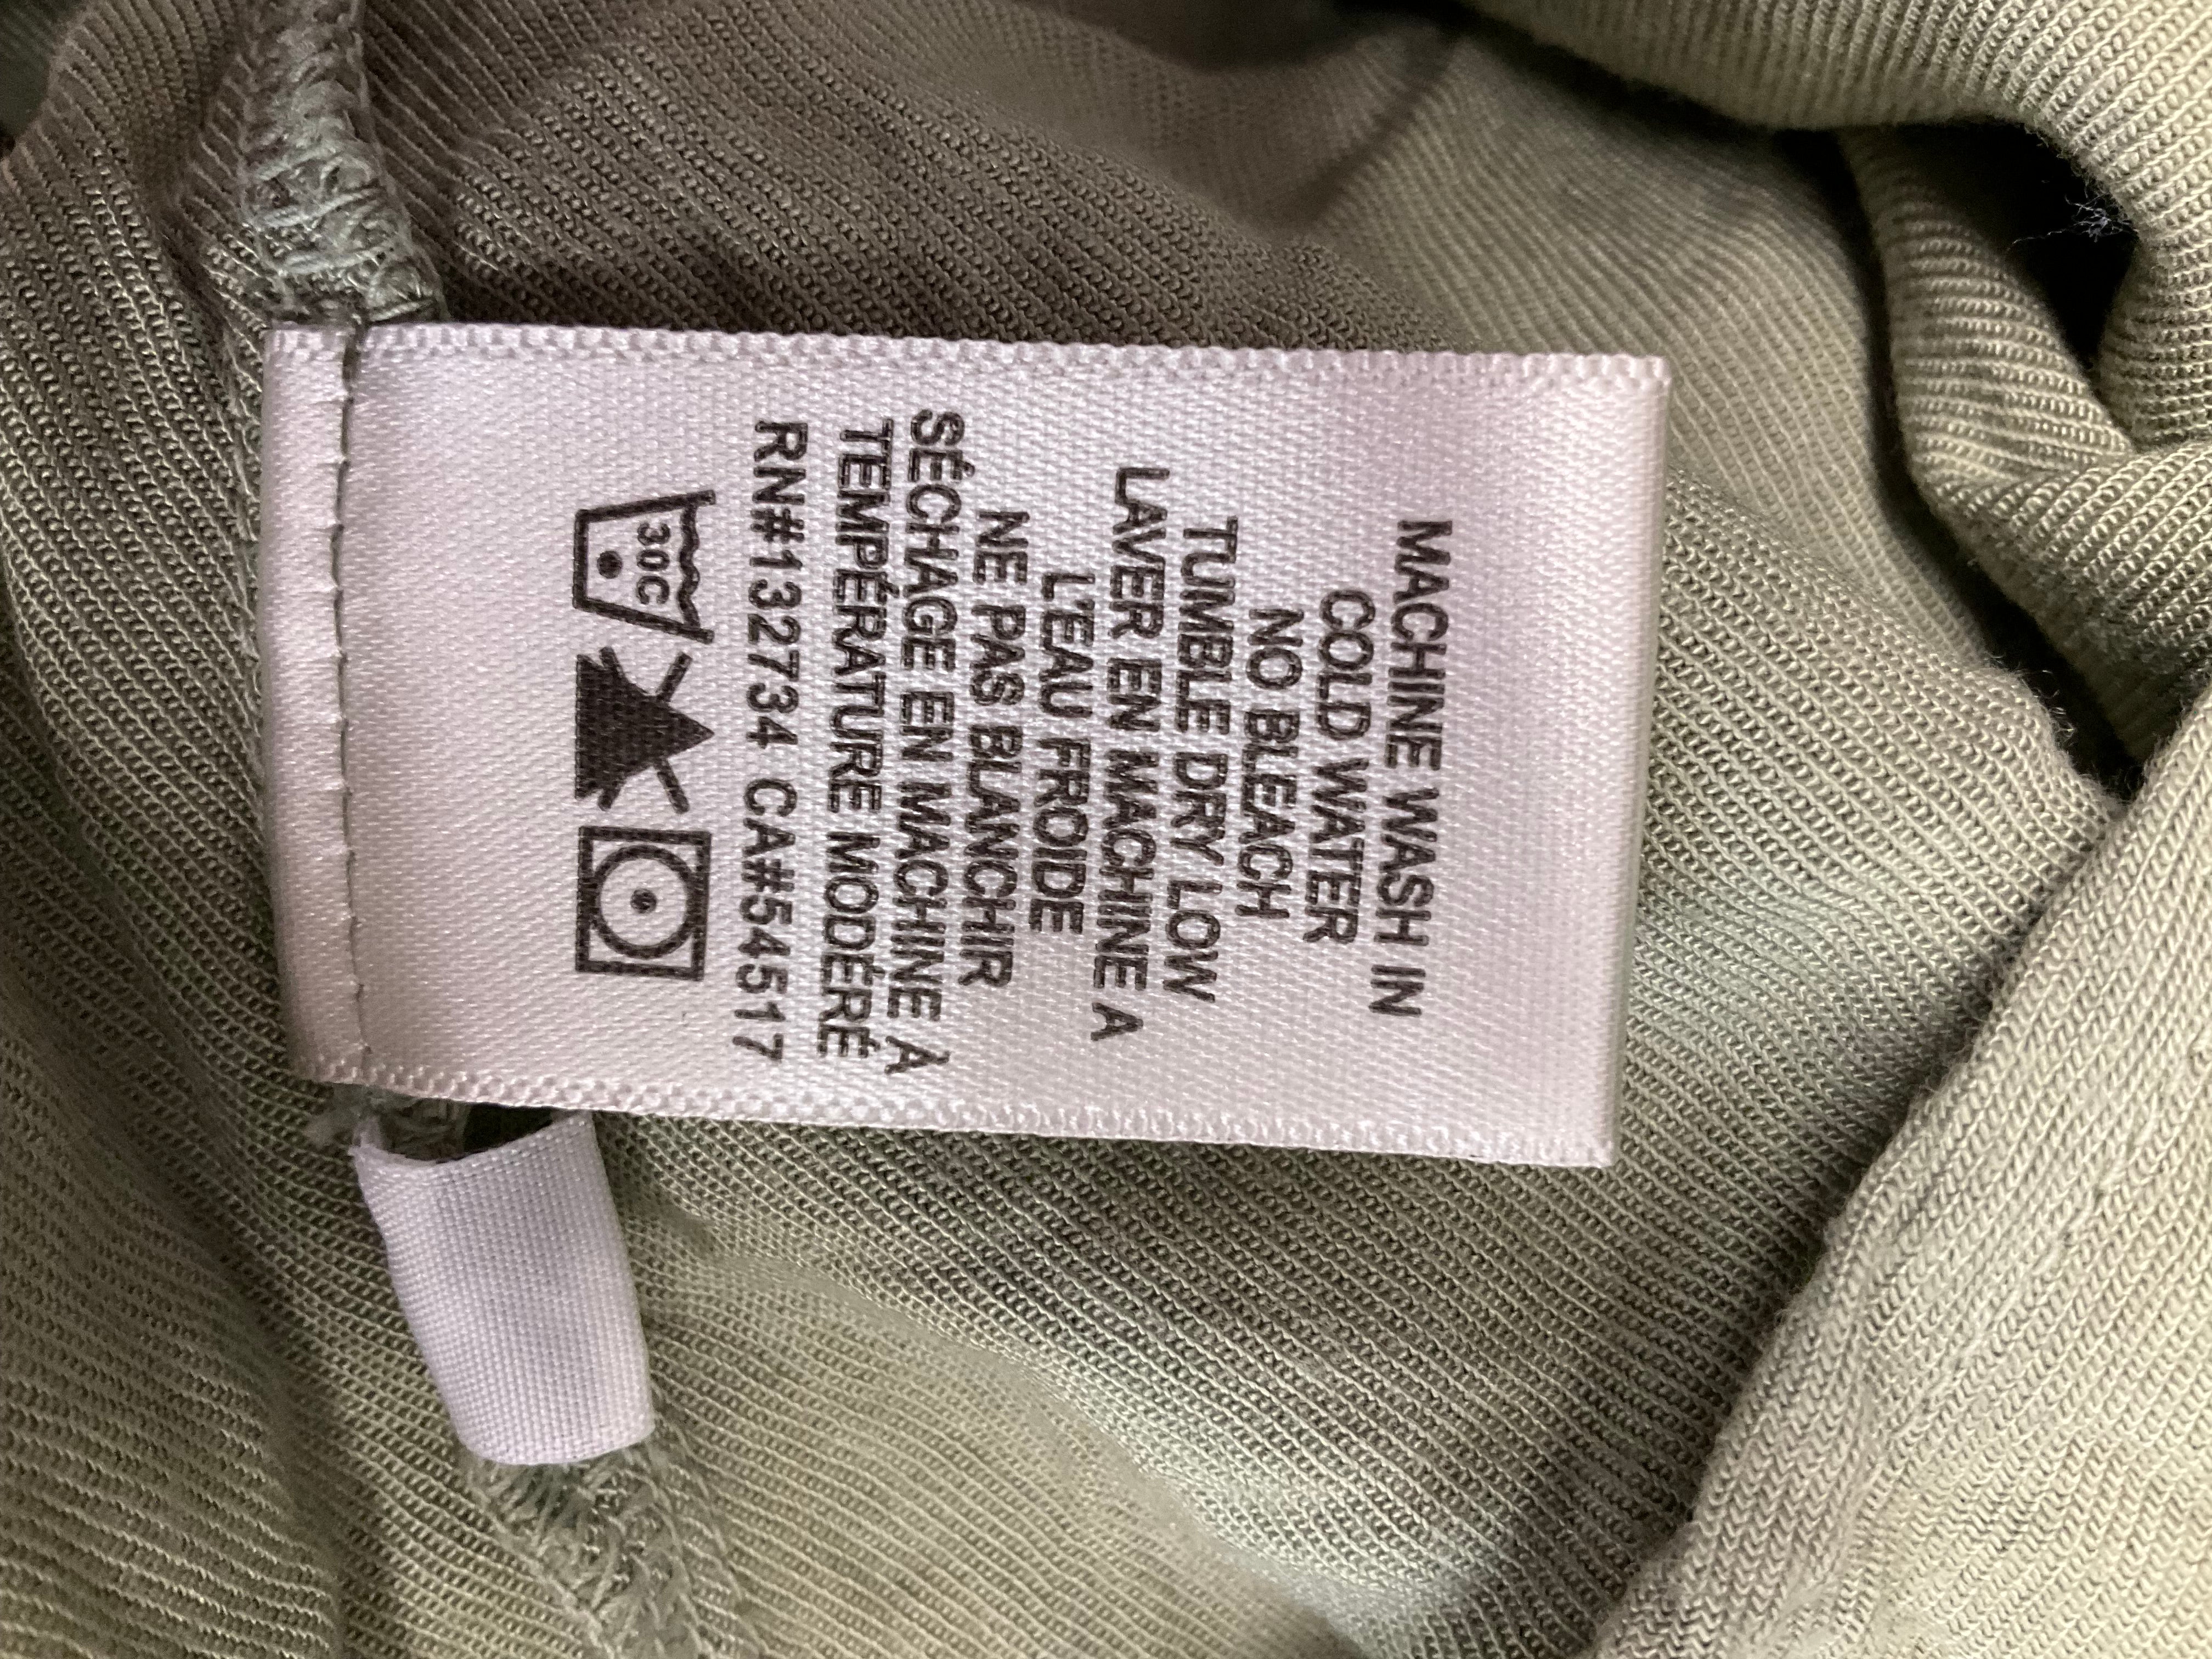 MACHINE WASH IN
COLD WATER
NO BLEACH
TUMBLE DRY LOW
LAVER EN MACHINE A
L'EAU FROIDE
NE PAS BLANCHIR
SÉCHAGE EN MACHINE À
TEMPÉRATURE MODÉRÉ
RN#132734 CA#54517
30C